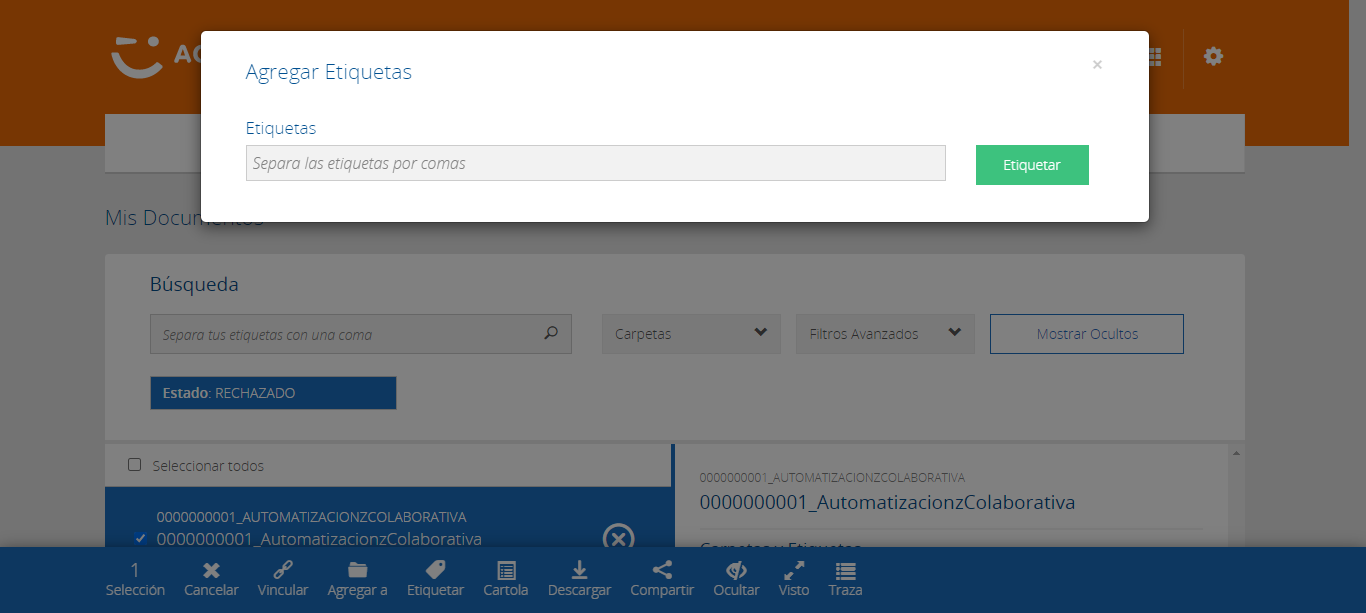 Agregar Etiquetas
×
Etiquetas
Separa las etiquetas por comas
Etiquetar
Búsqueda
Separa tus etiquetas con una coma
Carpetas
Filtros Avanzados
Mostrar Ocultos
Estado: RECHAZADO
Seleccionar todos
0000000001_AUTOMATIZACIONZCOLABORATIVA
0000000001_AutomatizacionzColaborativa
0000000001_AUTOMATIZACIONZCOLABORATIVA
0000000001_AutomatizacionzColaborativa
1
Selección
Cancelar
Vincular
Agregar a
Etiquetar
Cartola
Descargar
Compartir
Ocultar
Visto
Traza